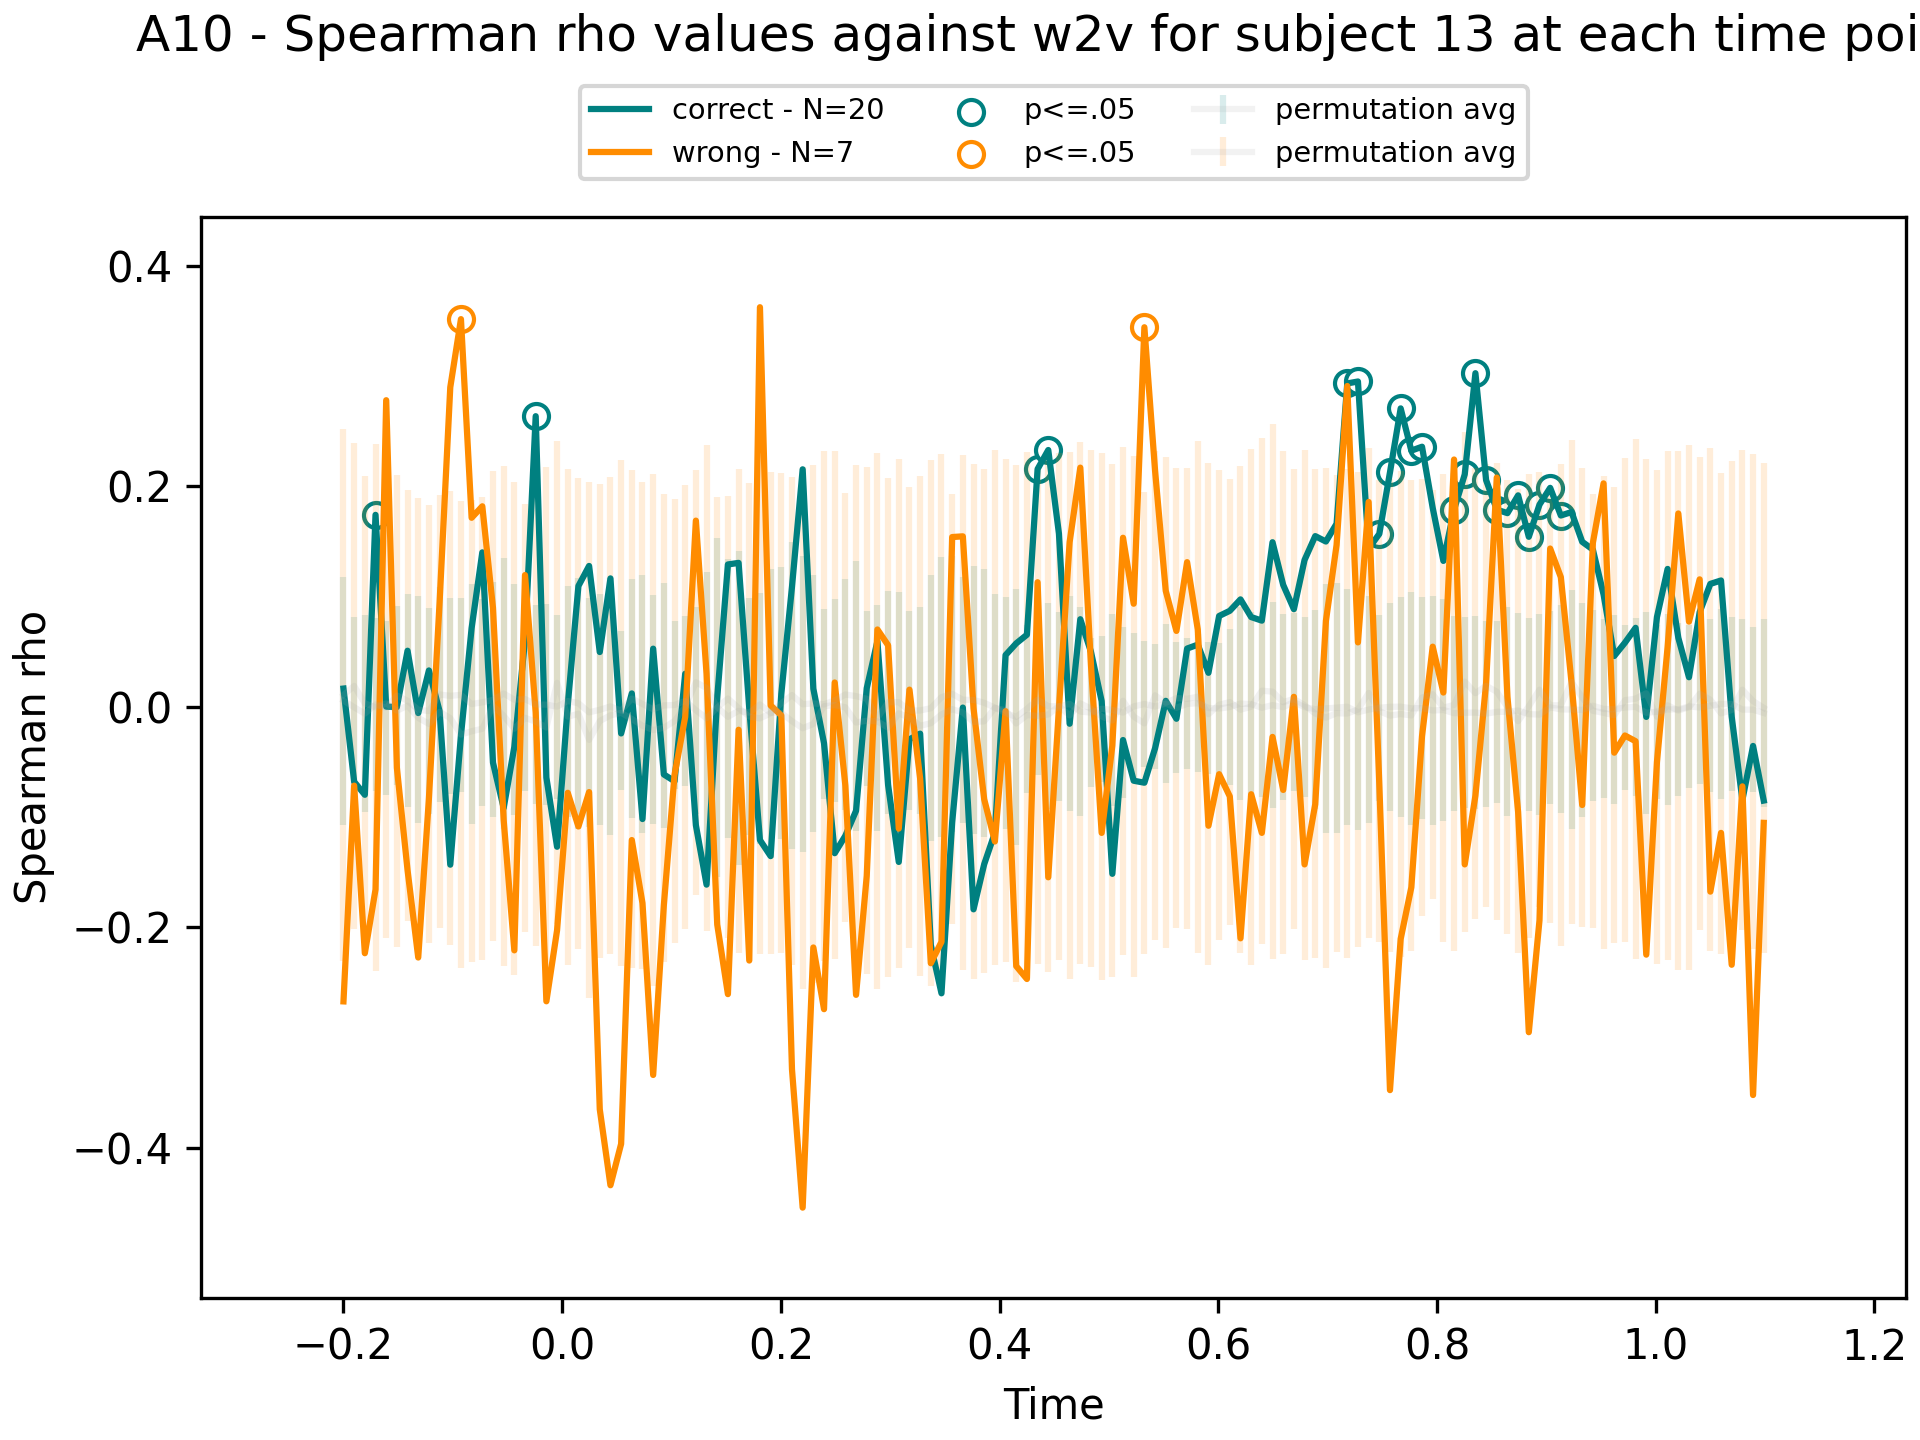 A10 - Spearman rho values against w2v for subject 13 at each time poi
correct - N=20 p<=.05 permutation avg
wrong - N=7 p<=.05 permutation avg
0.4
0.2
0.0
−0.2
−0.4
Spearman rho
−0.2 0.0 0.2 0.4 0.6 0.8 1.0 1.2
Time